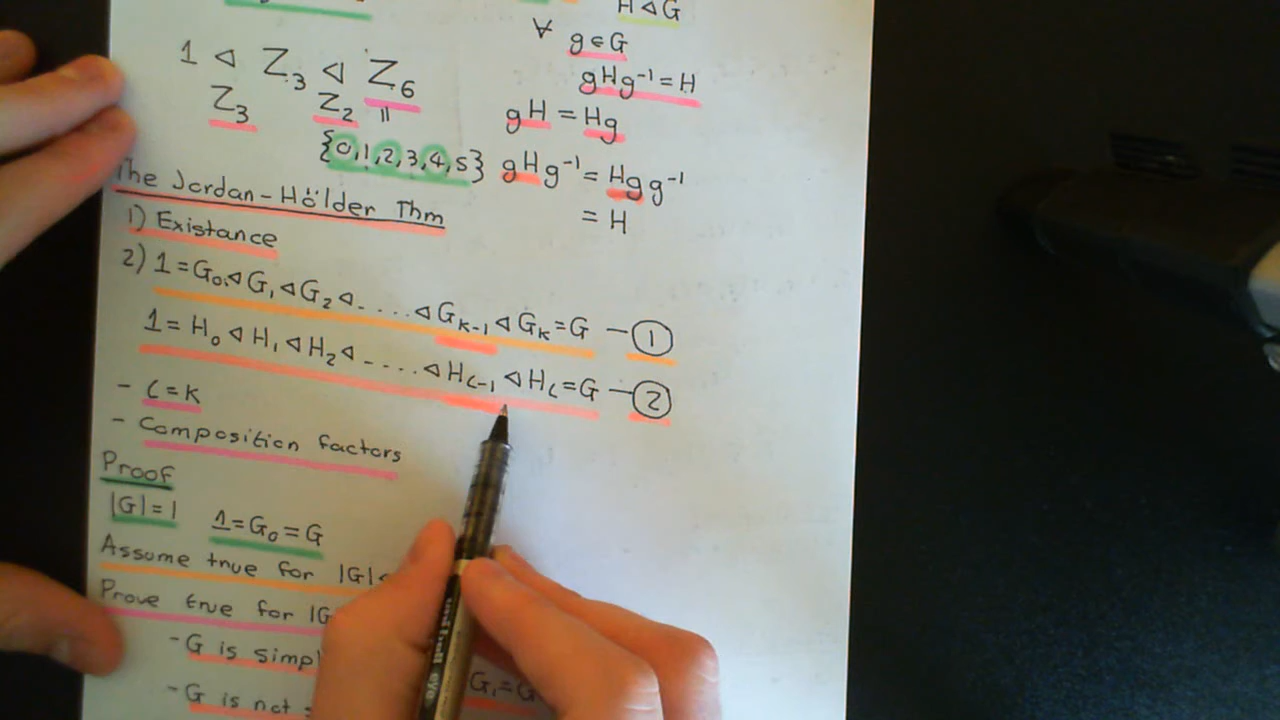 H ⊲ G
∀ g ∈ G
1 ⊲ Z₃ ⊲ Z₆
gHg⁻¹ = H
Z₃ Z₂ ॥
gH = Hg
{0,1,2,3,4,5}
gHg⁻¹ = Hgg⁻¹
= H
The Jordan-Hölder Thm
1) Existance
2) 1 = G₀ ⊲ G₁ ⊲ G₂ ⊲ ..... ⊲ Gₖ₋₁ ⊲ Gₖ = G — ①
1 = H₀ ⊲ H₁ ⊲ H₂ ⊲ ..... ⊲ H_{l-1} ⊲ H_l = G — ②
- l = K
- Composition factors
Proof
|G| = 1 1 = G₀ = G
Assume true for |G| <
Prove true for |G
- G is simpl
- G is not
G₁ = G